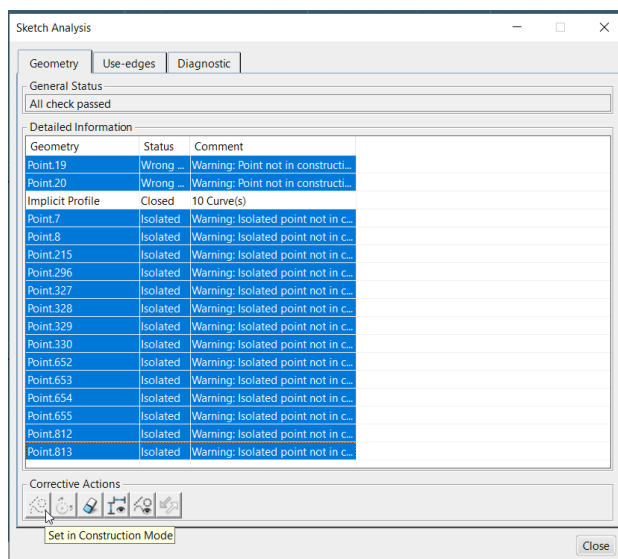 Sketch Analysis
Geometry Use-edges Diagnostic
General Status
All check passed
Detailed Information
Geometry Status Comment
Point.19 Wrong ... Warning: Point not in constructi...
Point.20 Wrong ... Warning: Point not in constructi...
Implicit Profile Closed 10 Curve(s)
Point.7 Isolated Warning: Isolated point not in c...
Point.8 Isolated Warning: Isolated point not in c...
Point.215 Isolated Warning: Isolated point not in c...
Point.296 Isolated Warning: Isolated point not in c...
Point.327 Isolated Warning: Isolated point not in c...
Point.328 Isolated Warning: Isolated point not in c...
Point.329 Isolated Warning: Isolated point not in c...
Point.330 Isolated Warning: Isolated point not in c...
Point.652 Isolated Warning: Isolated point not in c...
Point.653 Isolated Warning: Isolated point not in c...
Point.654 Isolated Warning: Isolated point not in c...
Point.655 Isolated Warning: Isolated point not in c...
Point.812 Isolated Warning: Isolated point not in c...
Point.813 Isolated Warning: Isolated point not in c...
Corrective Actions
Set in Construction Mode
Close